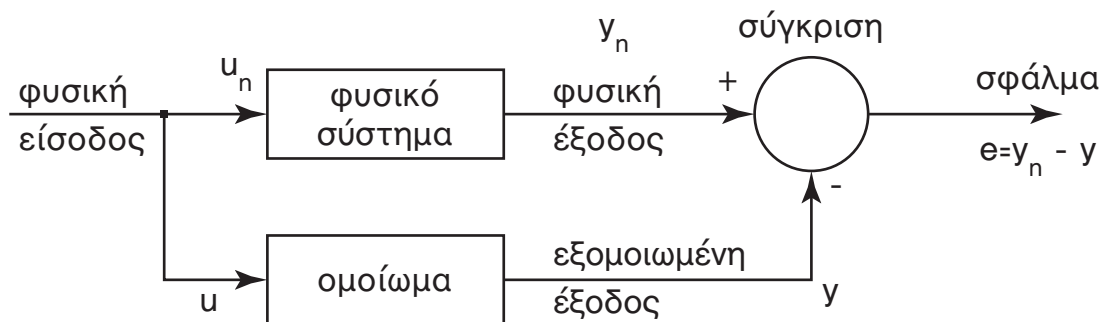 φυσική
είσοδος
uₙ
φυσικό
σύστημα
yₙ
φυσική
έξοδος
σύγκριση
+
-
σφάλμα
e=yₙ - y
u
ομοίωμα
εξομοιωμένη
έξοδος
y